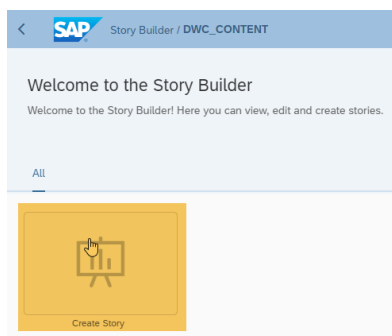 SAP Story Builder / DWC_CONTENT
Welcome to the Story Builder
Welcome to the Story Builder! Here you can view, edit and create stories.
All
Create Story